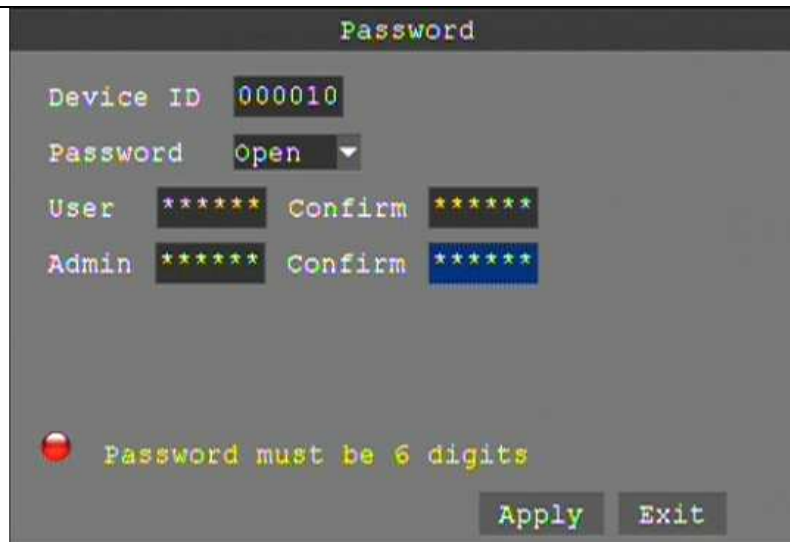 Password
Device ID 000010
Password Open
User ****** Confirm ******
Admin ****** Confirm ******
Password must be 6 digits
Apply Exit